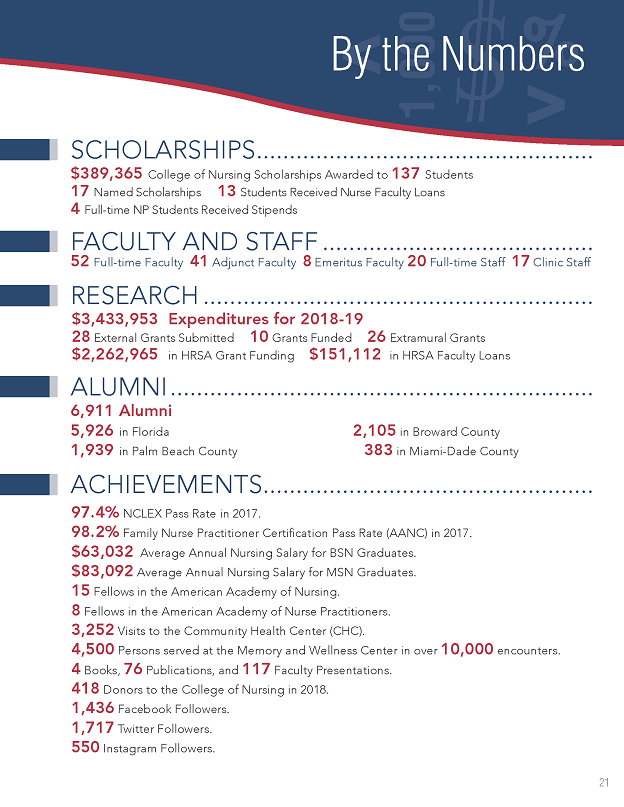 By the Numbers
SCHOLARSHIPS
$389,365 College of Nursing Scholarships Awarded to 137 Students
17 Named Scholarships 13 Students Received Nurse Faculty Loans
4 Full-time NP Students Received Stipends
FACULTY AND STAFF
52 Full-time Faculty 41 Adjunct Faculty 8 Emeritus Faculty 20 Full-time Staff 17 Clinic Staff
RESEARCH
$3,433,953 Expenditures for 2018-19
28 External Grants Submitted 10 Grants Funded 26 Extramural Grants
$2,262,965 in HRSA Grant Funding $151,112 in HRSA Faculty Loans
ALUMNI
6,911 Alumni
5,926 in Florida 2,105 in Broward County
1,939 in Palm Beach County 383 in Miami-Dade County
ACHIEVEMENTS
97.4% NCLEX Pass Rate in 2017.
98.2% Family Nurse Practitioner Certification Pass Rate (AANC) in 2017.
$63,032 Average Annual Nursing Salary for BSN Graduates.
$83,092 Average Annual Nursing Salary for MSN Graduates.
15 Fellows in the American Academy of Nursing.
8 Fellows in the American Academy of Nurse Practitioners.
3,252 Visits to the Community Health Center (CHC).
4,500 Persons served at the Memory and Wellness Center in over 10,000 encounters.
4 Books, 76 Publications, and 117 Faculty Presentations.
418 Donors to the College of Nursing in 2018.
1,436 Facebook Followers.
1,717 Twitter Followers.
550 Instagram Followers.
21